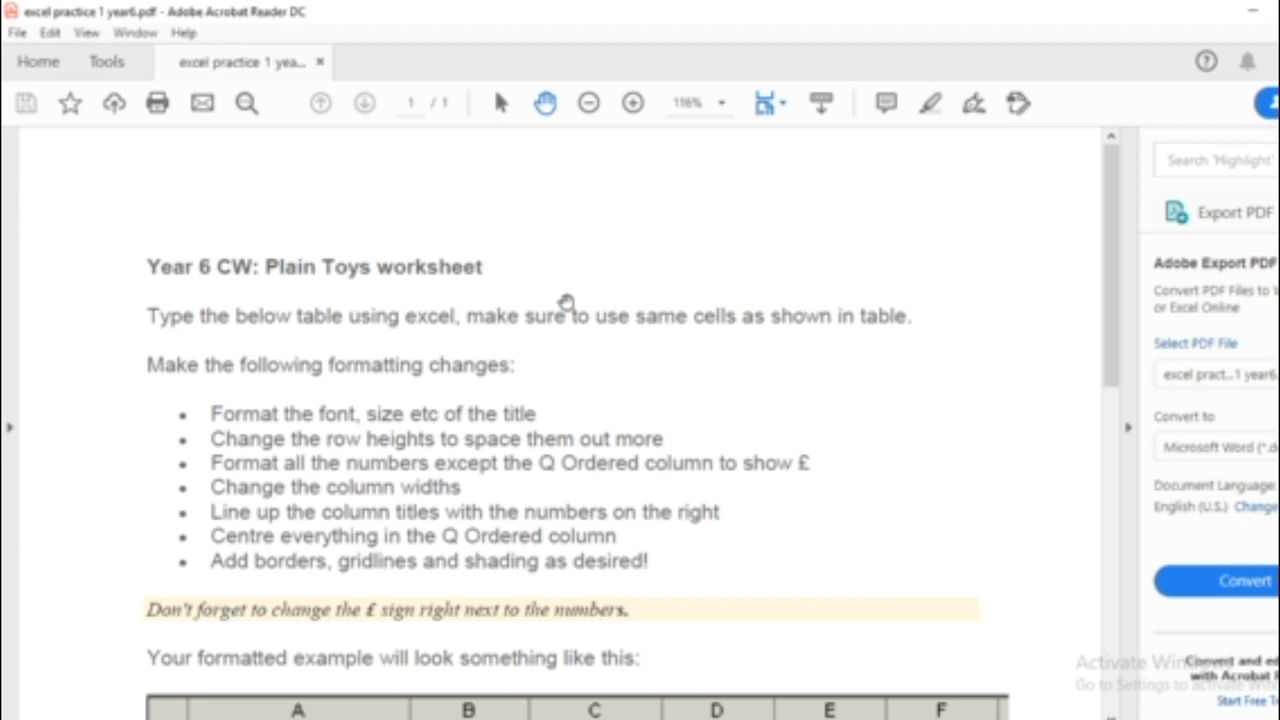 excel practice 1 year6.pdf - Adobe Acrobat Reader DC
File Edit View Window Help
Home Tools excel practice 1 yea... ×
1 / 1 116%
Search 'Highlight'
Export PDF
Year 6 CW: Plain Toys worksheet
Adobe Export PDF
Convert PDF Files to
or Excel Online
Type the below table using excel, make sure to use same cells as shown in table.
Select PDF File
Make the following formatting changes:
excel pract...1 year6.
• Format the font, size etc of the title
Convert to
• Change the row heights to space them out more
Microsoft Word (*.d
• Format all the numbers except the Q Ordered column to show £
• Change the column widths
Document Language:
English (U.S.) Change
• Line up the column titles with the numbers on the right
• Centre everything in the Q Ordered column
• Add borders, gridlines and shading as desired!
Convert
Don't forget to change the £ sign right next to the numbers.
Your formatted example will look something like this:
Activate
Convert and
Go to Settings to activate
with Acrobat
Start Free
A B C D E F